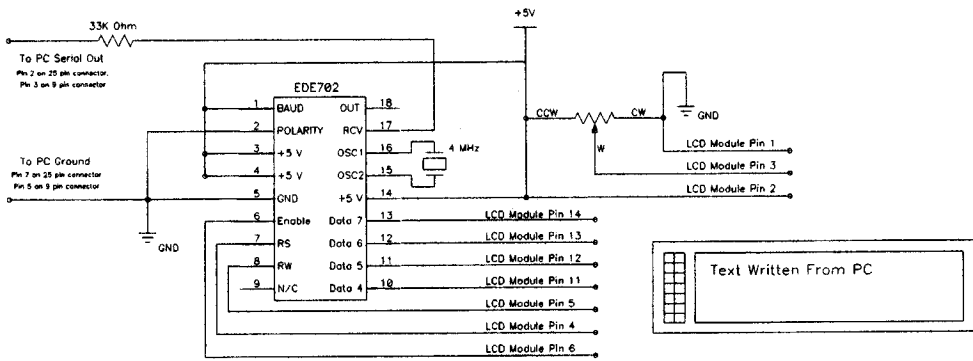 +5V
33K Ohm
To PC Serial Out
Pin 2 on 25 pin connector,
Pin 3 on 9 pin connector
EDE702
1 BAUD OUT 18
2 POLARITY RCV 17
3 +5 V OSC1 16
4 +5 V OSC2 15
5 GND +5 V 14
6 Enable Data 7 13
7 RS Data 6 12
8 RW Data 5 11
9 N/C Data 4 10
4 MHz
To PC Ground
Pin 7 on 25 pin connector
Pin 5 on 9 pin connector
GND
CCW
CW
W
GND
LCD Module Pin 1
LCD Module Pin 3
LCD Module Pin 2
LCD Module Pin 14
LCD Module Pin 13
LCD Module Pin 12
LCD Module Pin 11
LCD Module Pin 5
LCD Module Pin 4
LCD Module Pin 6
Text Written From PC